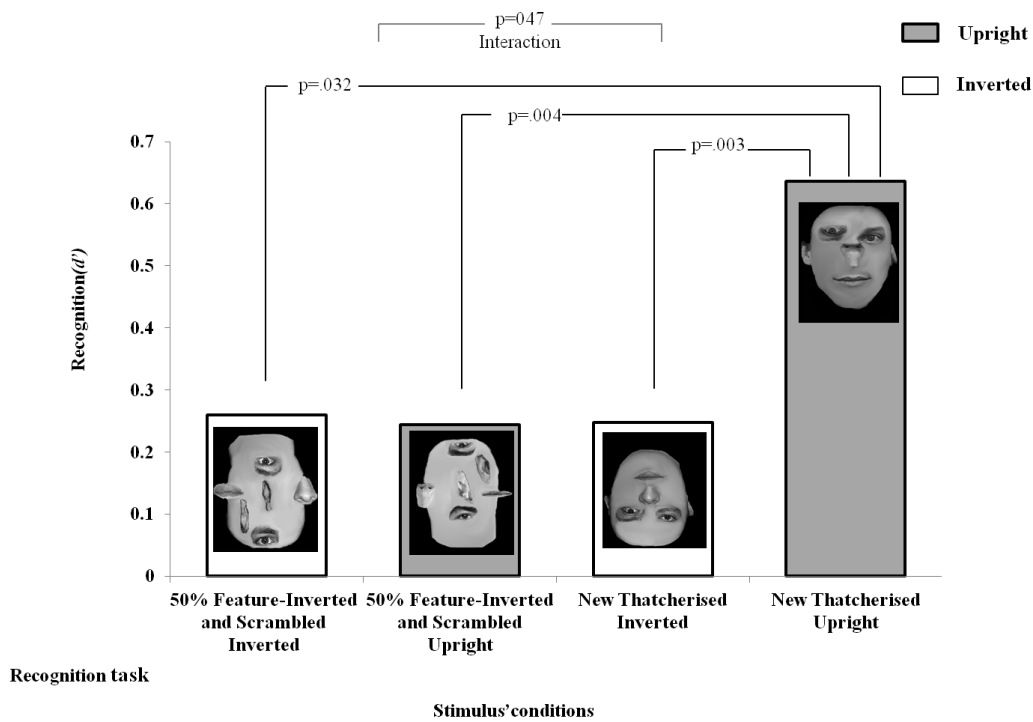 p=047
Interaction
Upright
Inverted
p=.032
p=.004
p=.003
0.7
0.6
0.5
0.4
0.3
0.2
0.1
0
Recognition(d')
50% Feature-Inverted
and Scrambled
Inverted
50% Feature-Inverted
and Scrambled
Upright
New Thatcherised
Inverted
New Thatcherised
Upright
Recognition task
Stimulus'conditions